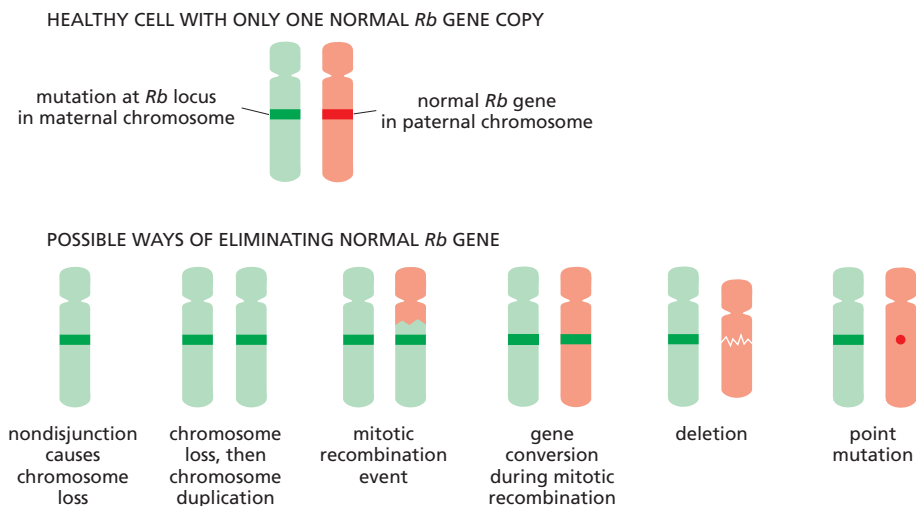 HEALTHY CELL WITH ONLY ONE NORMAL Rb GENE COPY
mutation at Rb locus
in maternal chromosome
normal Rb gene
in paternal chromosome
POSSIBLE WAYS OF ELIMINATING NORMAL Rb GENE
nondisjunction
causes
chromosome
loss
chromosome
loss, then
chromosome
duplication
mitotic
recombination
event
gene
conversion
during mitotic
recombination
deletion
point
mutation